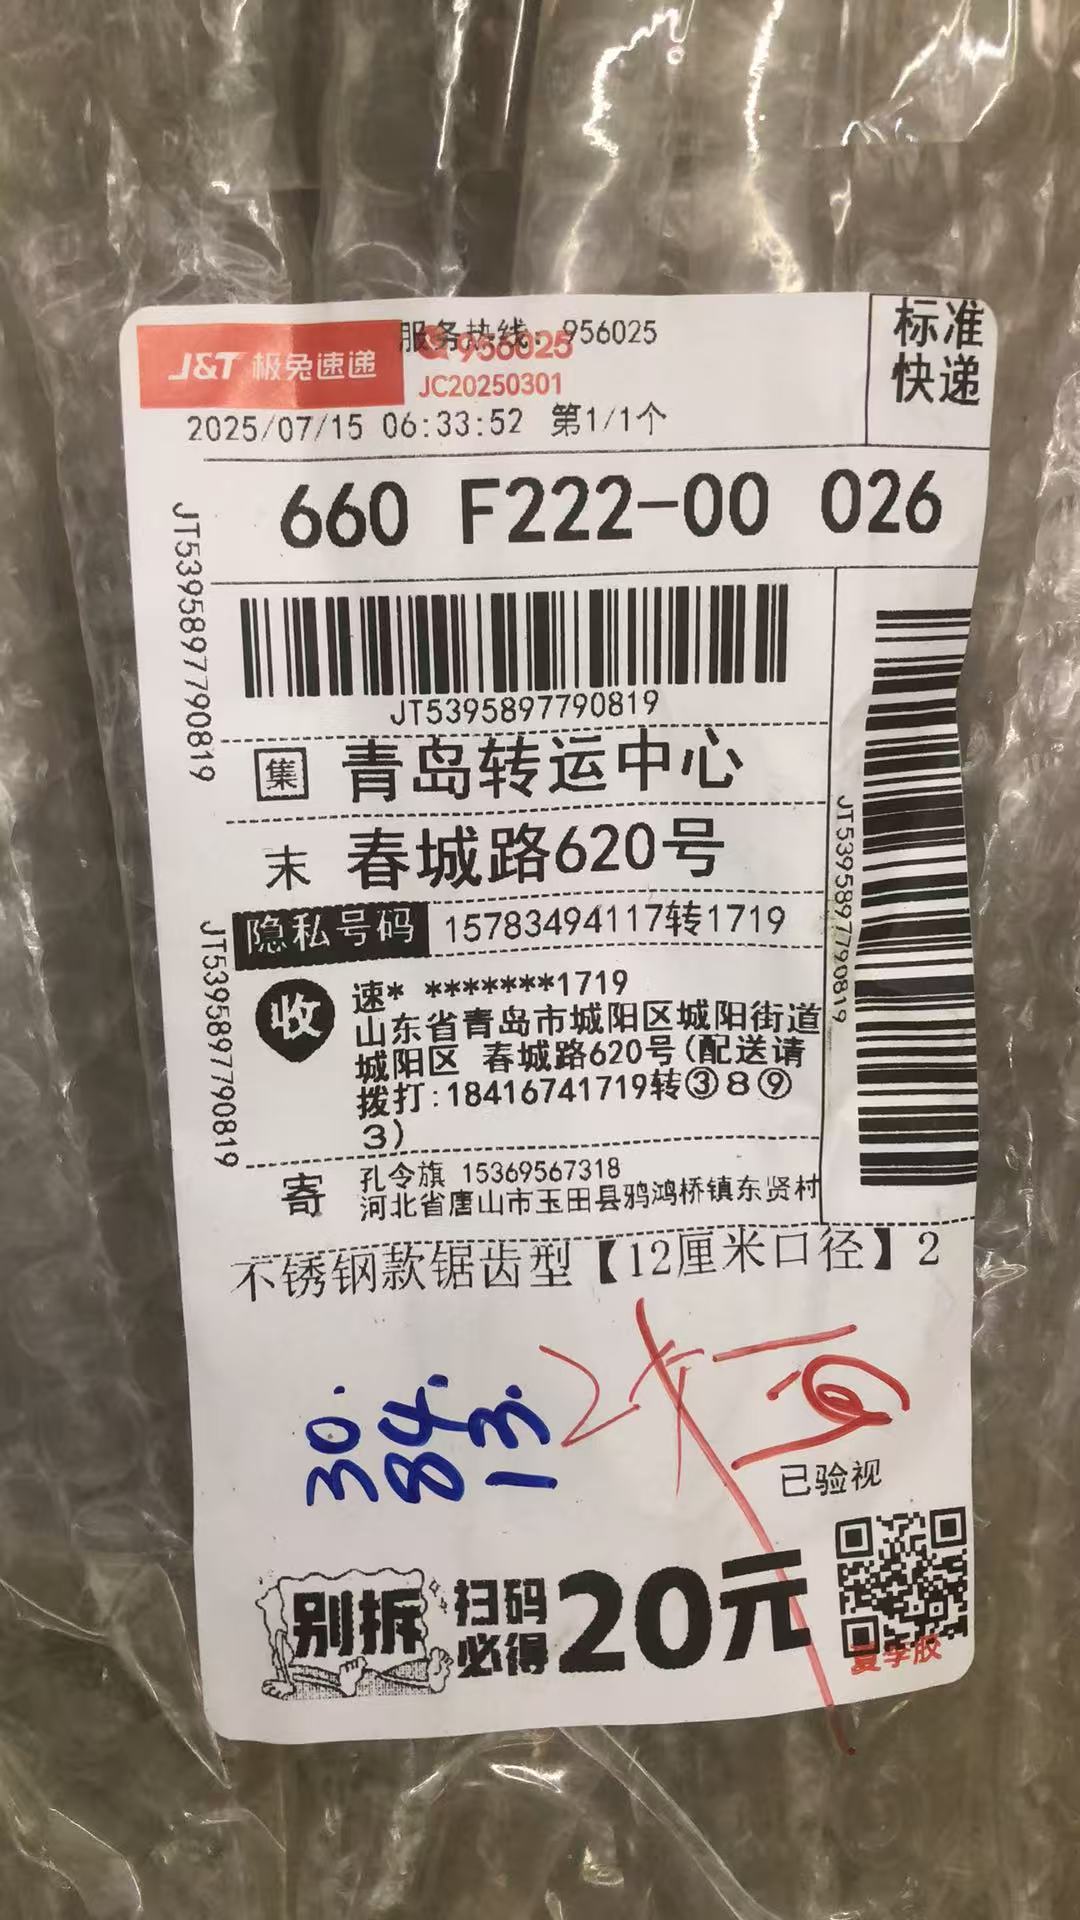 J&T 极兔速递
服务热线：956025
956025
JC20250301
标准
快递
2025/07/15 06:33:52 第1/1个
660 F222-00 026
JT5395897790819
JT5395897790819
集 青岛转运中心
末 春城路620号
JT5395897790819
隐私号码 15783494117转1719
JT5395897790819
收 速* *******1719
山东省青岛市城阳区城阳街道
城阳区 春城路620号(配送请
拨打:18416741719转③8⑨
3)
寄 孔令旗 15369567318
河北省唐山市玉田县鸦鸿桥镇东贤村
不锈钢款锯齿型【12厘米口径】2
30. 84. 13.
已验视
别拆 扫码
必得 20元
夏季胶